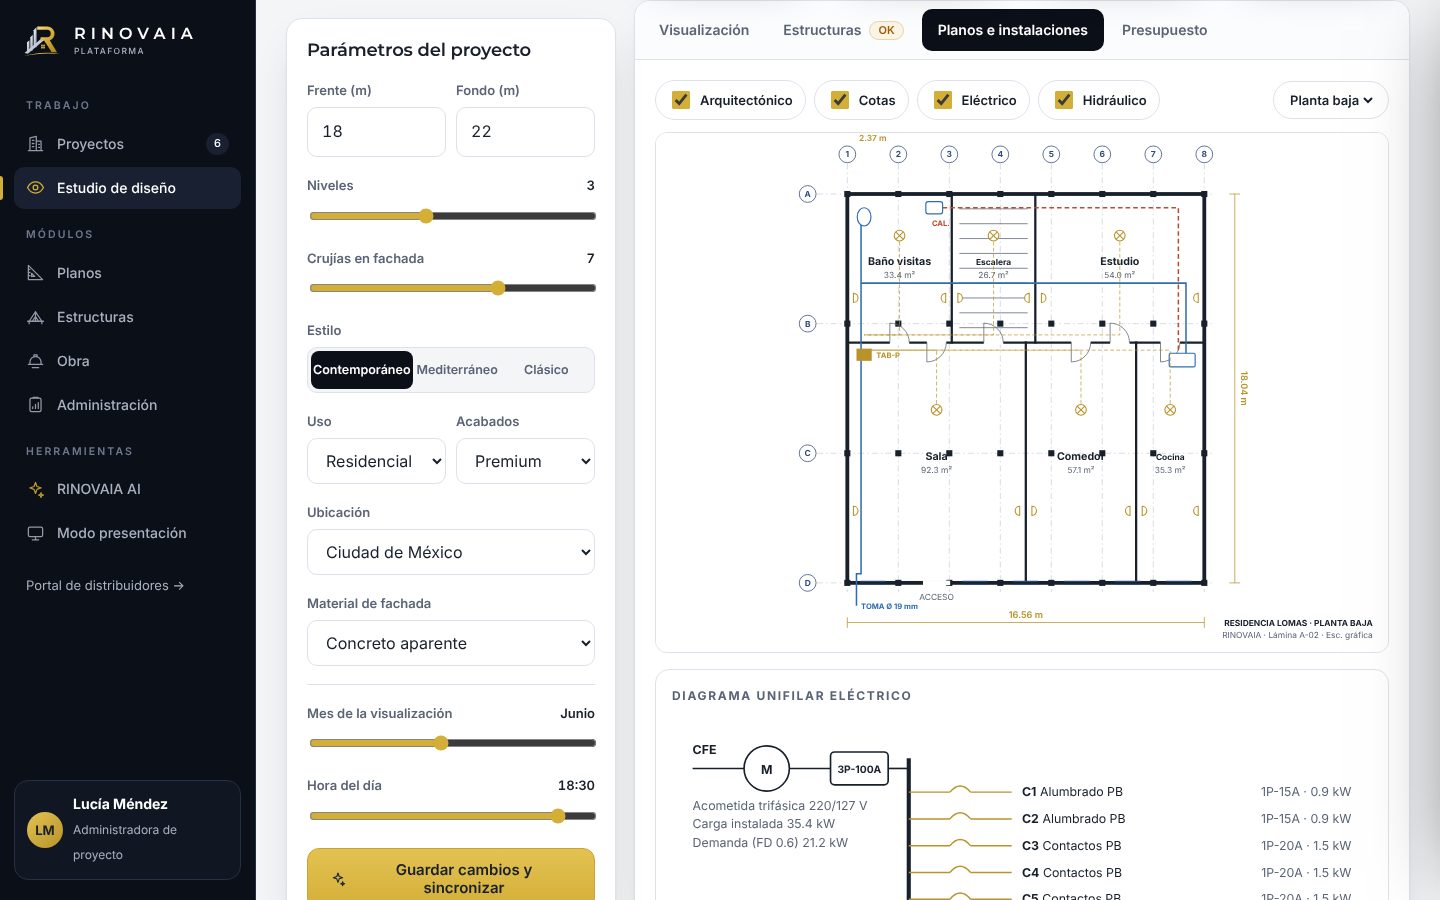 RINOVAIA
PLATAFORMA
TRABAJO
Proyectos 6
Estudio de diseño
MÓDULOS
Planos
Estructuras
Obra
Administración
HERRAMIENTAS
RINOVAIA AI
Modo presentación
Portal de distribuidores →
LM
Lucía Méndez
Administradora de
proyecto
Parámetros del proyecto
Frente (m) Fondo (m)
18 22
Niveles 3
Crujías en fachada 7
Estilo
Contemporáneo Mediterráneo Clásico
Uso Acabados
Residencial Premium
Ubicación
Ciudad de México
Material de fachada
Concreto aparente
Mes de la visualización Junio
Hora del día 18:30
Guardar cambios y
sincronizar
Visualización Estructuras OK Planos e instalaciones Presupuesto
Arquitectónico Cotas Eléctrico Hidráulico Planta baja
2.37 m
1 2 3 4 5 6 7 8
A
CAL.
Baño visitas Escalera Estudio
33.4 m² 26.7 m² 54.0 m²
B
TAB-P
18.04 m
C
Sala Comedor Cocina
92.3 m² 57.1 m² 35.3 m²
D
ACCESO
TOMA Ø 19 mm
16.56 m
RESIDENCIA LOMAS · PLANTA BAJA
RINOVAIA · Lámina A-02 · Esc. gráfica
DIAGRAMA UNIFILAR ELÉCTRICO
CFE
M
3P-100A
Acometida trifásica 220/127 V
Carga instalada 35.4 kW
Demanda (FD 0.6) 21.2 kW
C1 Alumbrado PB 1P-15A · 0.9 kW
C2 Alumbrado PB 1P-15A · 0.9 kW
C3 Contactos PB 1P-20A · 1.5 kW
C4 Contactos PB 1P-20A · 1.5 kW
C5 Contactos PB 1P-20A · 1.5 kW